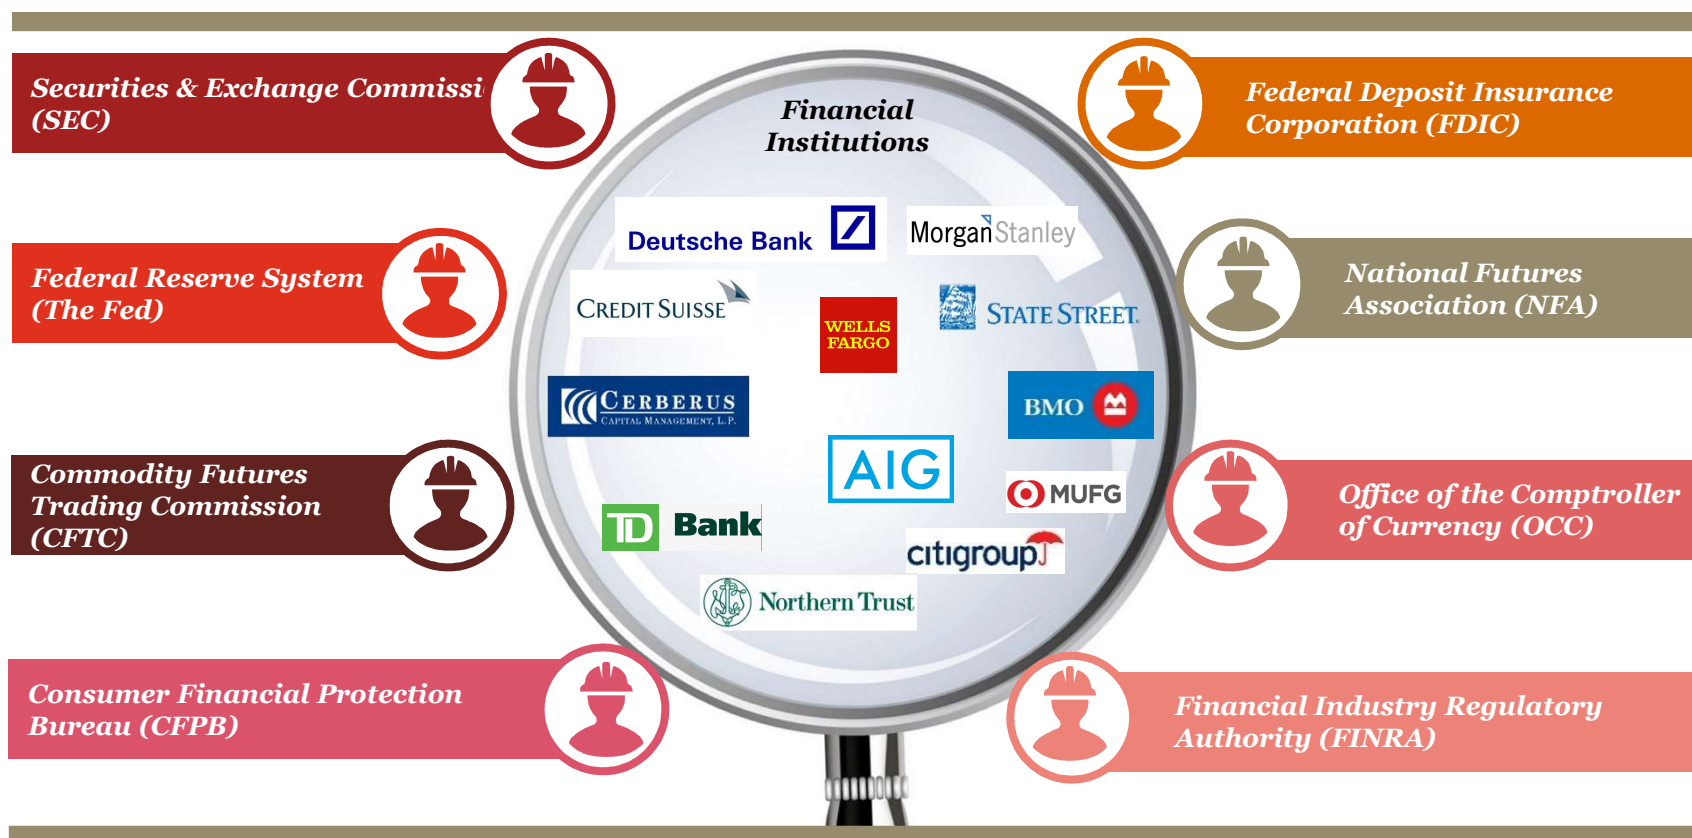 Securities & Exchange Commissi
(SEC)
Financial
Institutions
Federal Deposit Insurance
Corporation (FDIC)
Deutsche Bank
Morgan Stanley
Federal Reserve System
(The Fed)
CREDIT SUISSE
WELLS
FARGO
STATE STREET.
National Futures
Association (NFA)
CERBERUS
CAPITAL MANAGEMENT, L.P.
BMO
Commodity Futures
Trading Commission
(CFTC)
AIG
MUFG
Office of the Comptroller
of Currency (OCC)
TD Bank
citigroup
Northern Trust
Consumer Financial Protection
Bureau (CFPB)
Financial Industry Regulatory
Authority (FINRA)